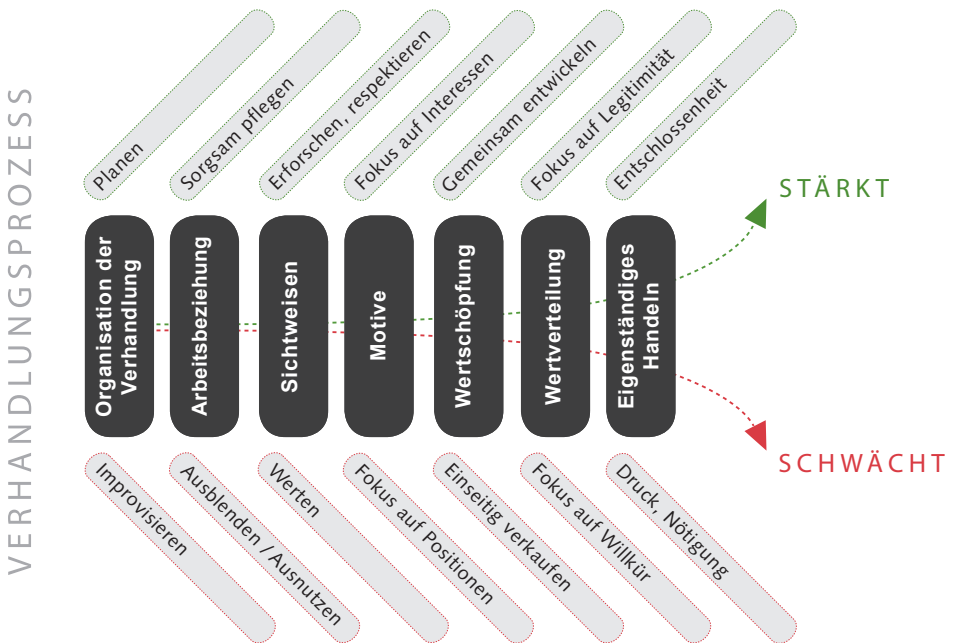 VERHANDLUNGSPROZESS
Planen
Sorgsam pflegen
Erforschen, respektieren
Fokus auf Interessen
Gemeinsam entwickeln
Fokus auf Legitimität
Entschlossenheit
STÄRKT
Organisation der
Verhandlung
Arbeitsbeziehung
Sichtweisen
Motive
Wertschöpfung
Wertverteilung
Eigenständiges
Handeln
SCHWÄCHT
Improvisieren
Ausblenden / Ausnutzen
Werten
Fokus auf Positionen
Einseitig verkaufen
Fokus auf Willkür
Druck, Nötigung